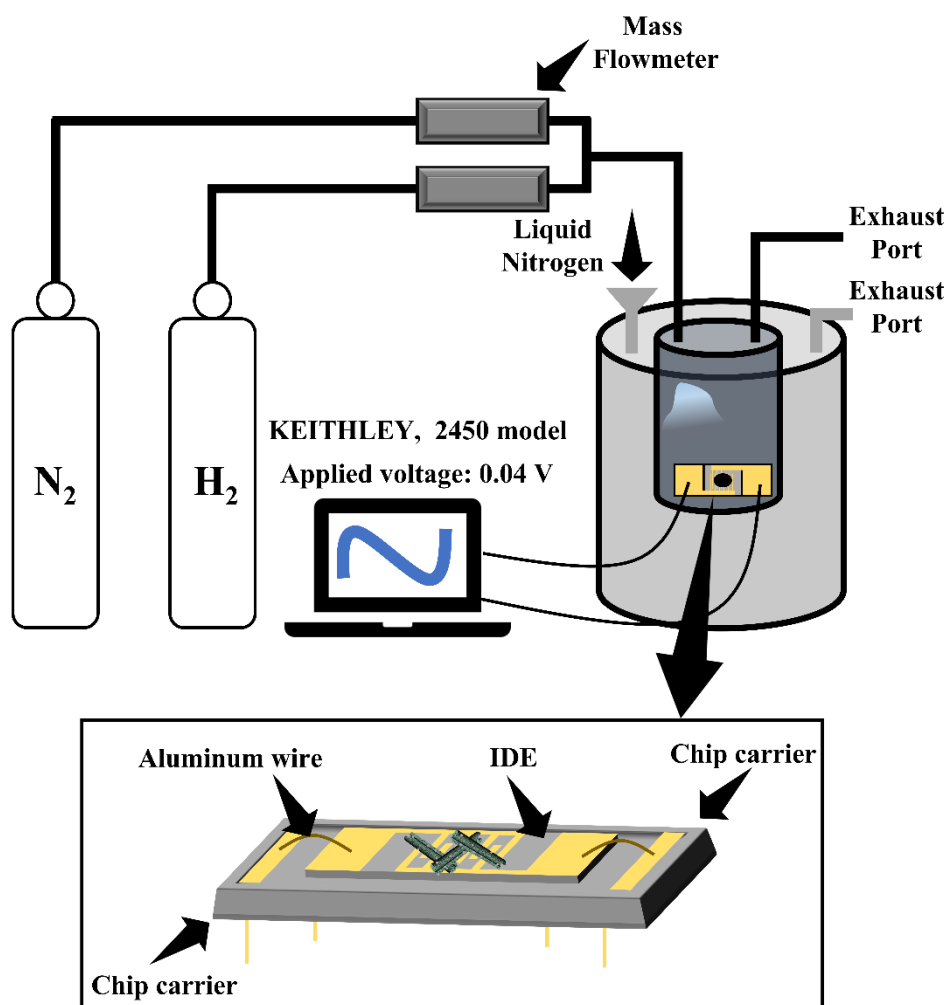 Mass
Flowmeter
Liquid
Nitrogen
Exhaust
Port
Exhaust
Port
KEITHLEY, 2450 model
Applied voltage: 0.04 V
N₂
H₂
Aluminum wire
IDE
Chip carrier
Chip carrier